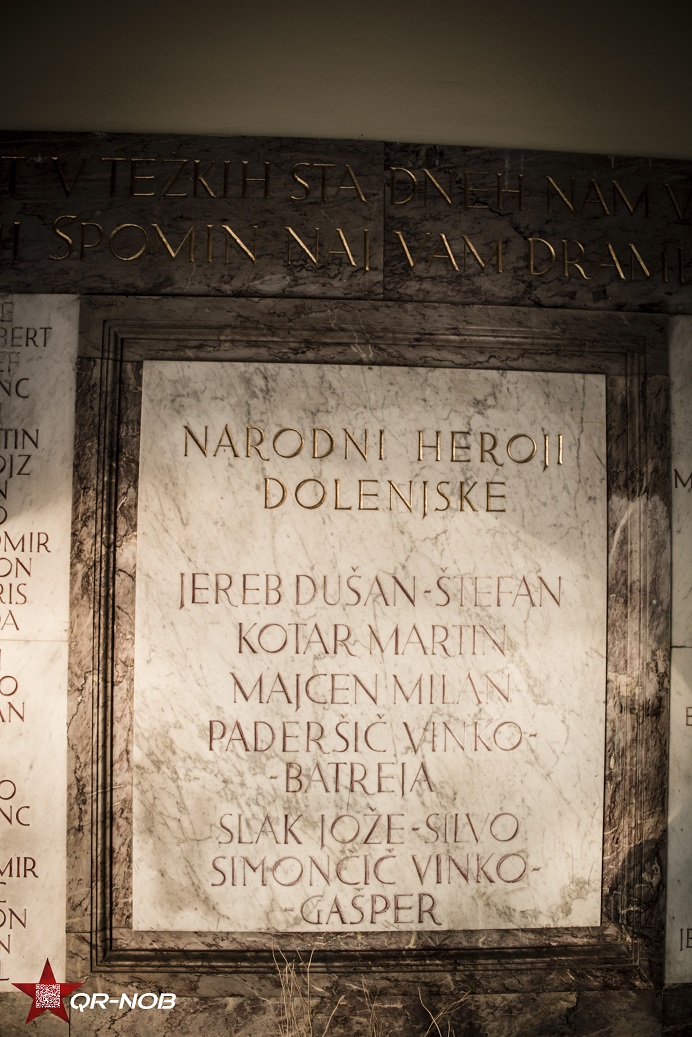 V TEŽKIH STA DNEH NAM
SPOMIN NAJ VAM DRAMI
NARODNI HEROJI
DOLENJSKE
JEREB DUŠAN-ŠTEFAN
KOTAR MARTIN
MAJCEN MILAN
PADERŠIČ VINKO-
-BATREJA
SLAK JOŽE-SILVO
SIMONČIČ VINKO-
-GAŠPER
QR-NOB